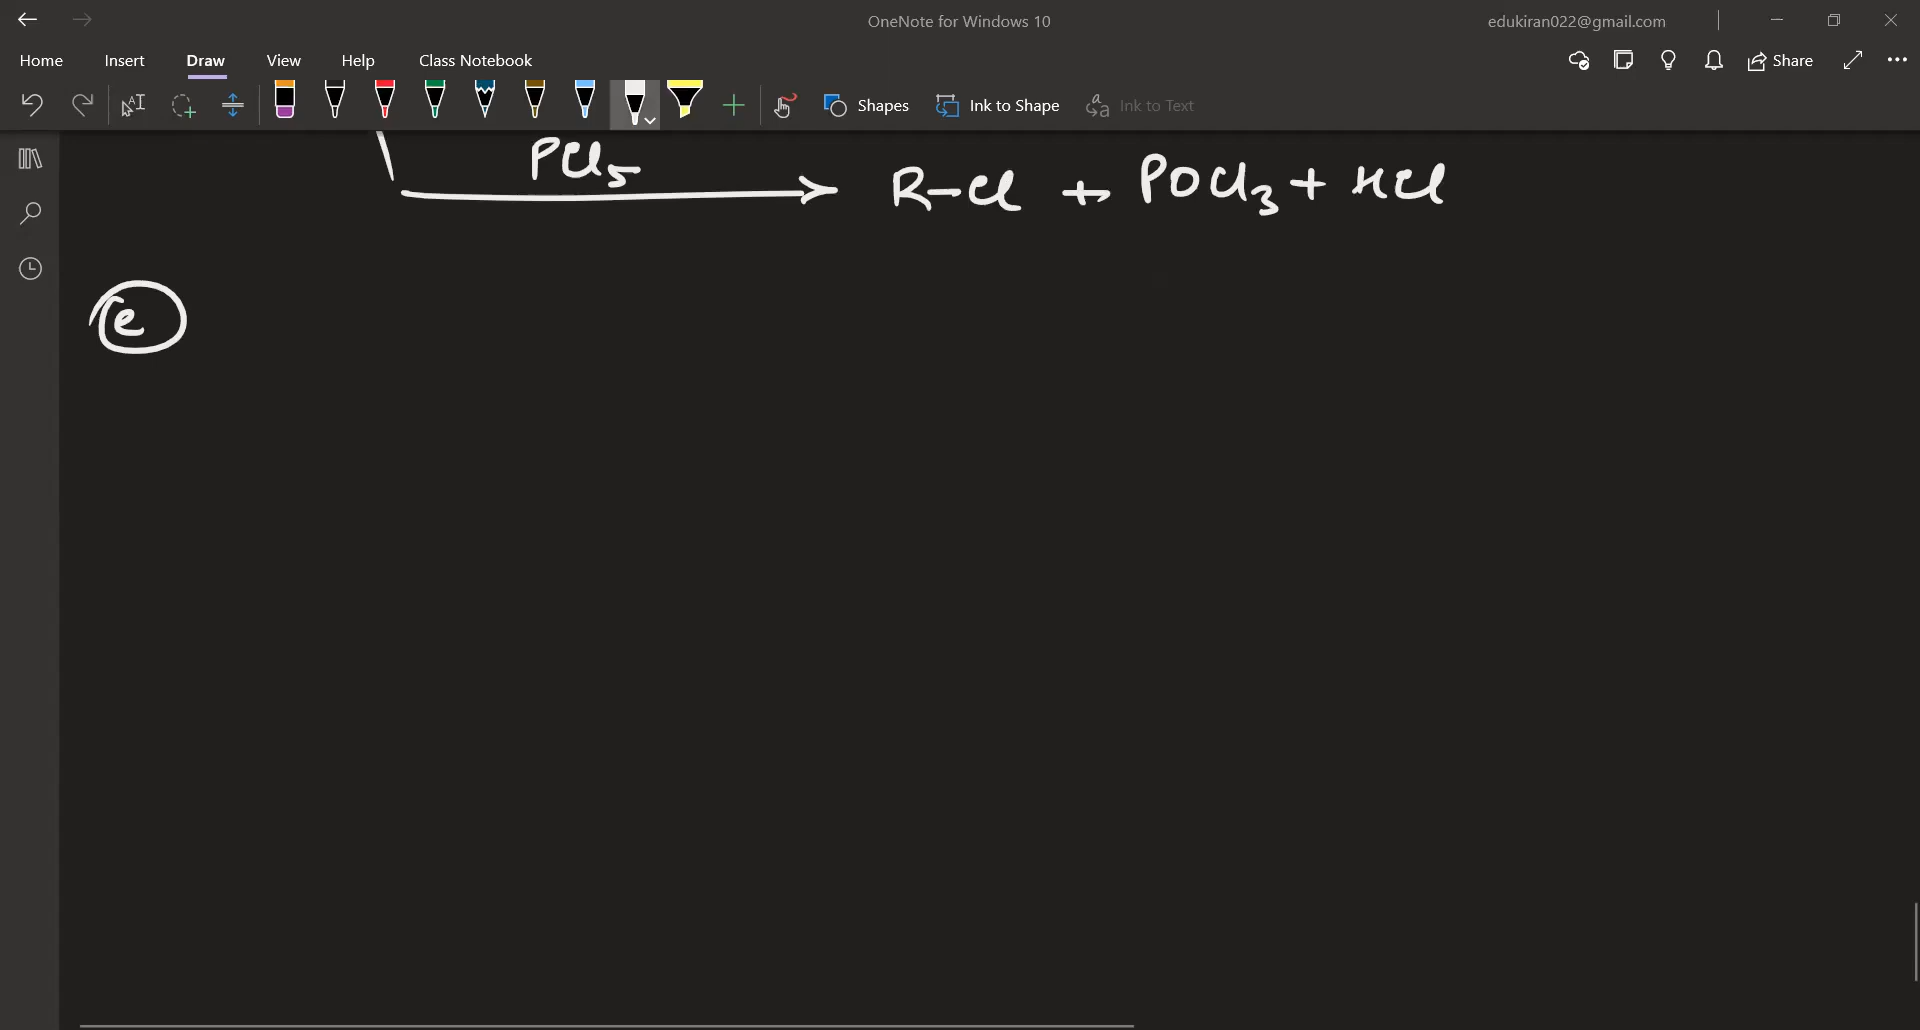 OneNote for Windows 10
edukiran022@gmail.com
Home Insert Draw View Help Class Notebook
Share
Shapes Ink to Shape Ink to Text
PCl5
R-Cl + POCl3 + HCl
e